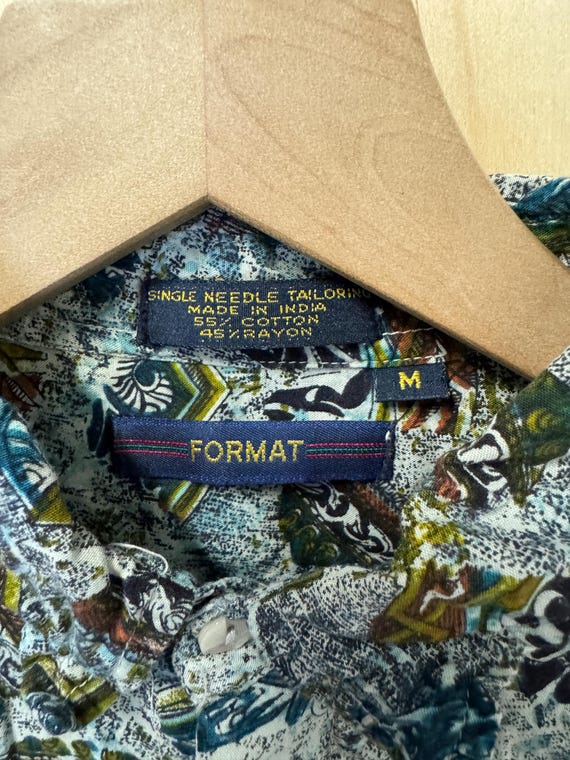 SINGLE NEEDLE TAILORING
MADE IN INDIA
55% COTTON
45% RAYON
M
FORMAT